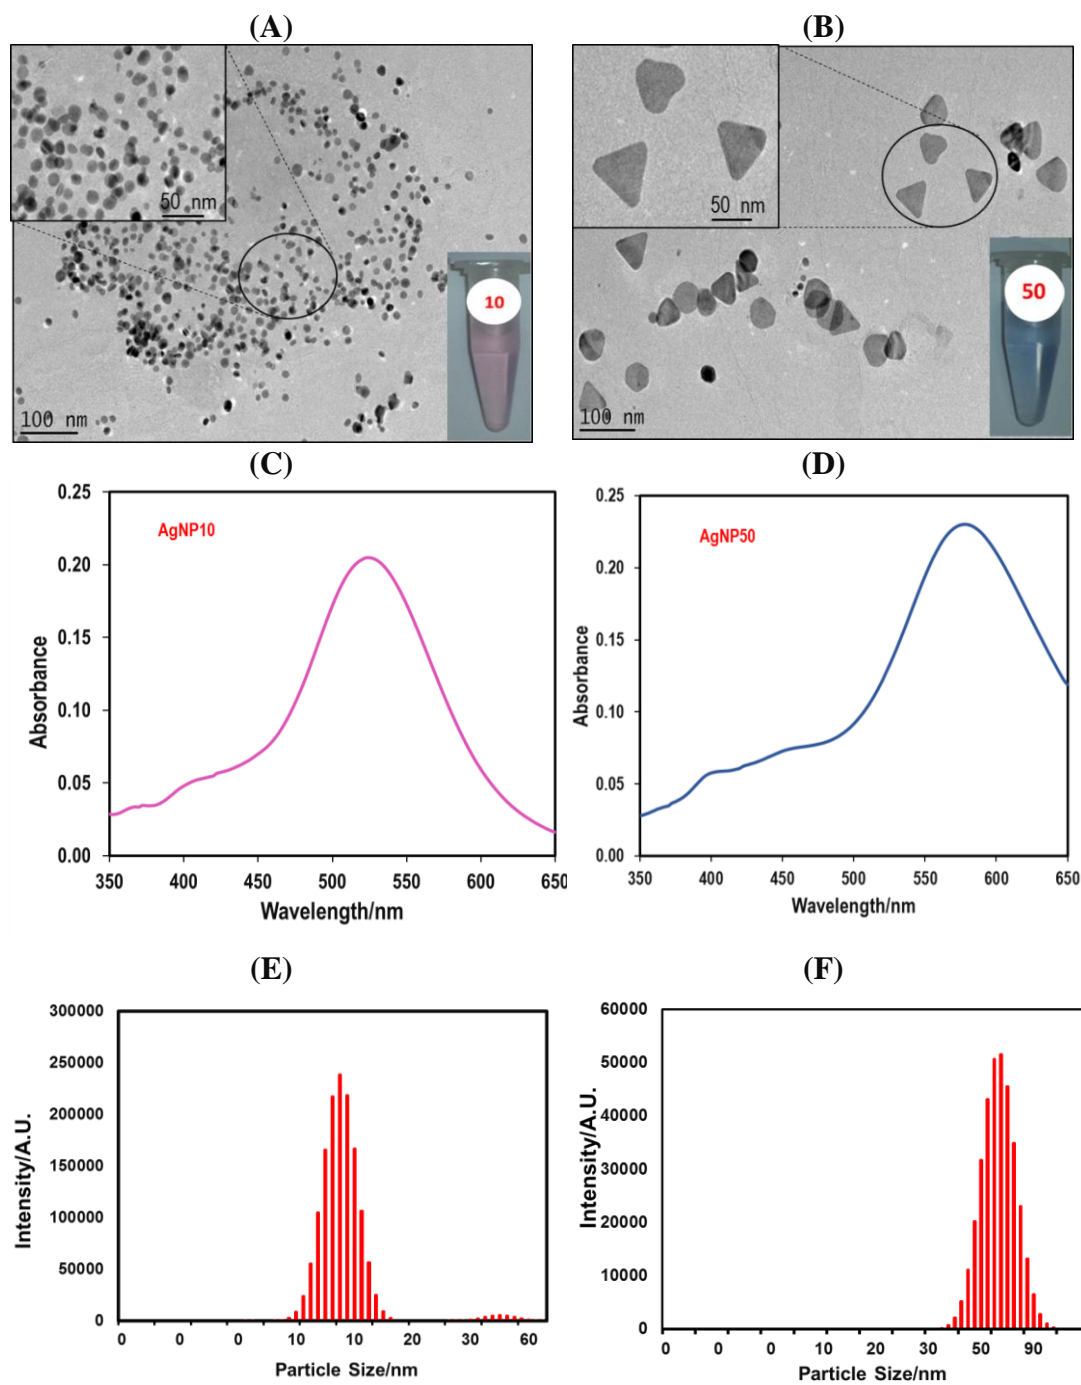 (A)
(B)
50 nm
10
100 nm
50 nm
50
100 nm
(C)
(D)
0.25
0.20
0.15
0.10
0.05
0.00
AgNP10
Absorbance
350 400 450 500 550 600 650
Wavelength/nm
0.25
0.20
0.15
0.10
0.05
0.00
AgNP50
Absorbance
350 400 450 500 550 600 650
Wavelength/nm
(E)
(F)
300000
250000
200000
150000
100000
50000
0
Intensity/A.U.
0 0 0 10 10 20 30 60
Particle Size/nm
60000
50000
40000
30000
20000
10000
0
Intensity/A.U.
0 0 0 10 20 30 50 90
Particle Size/nm